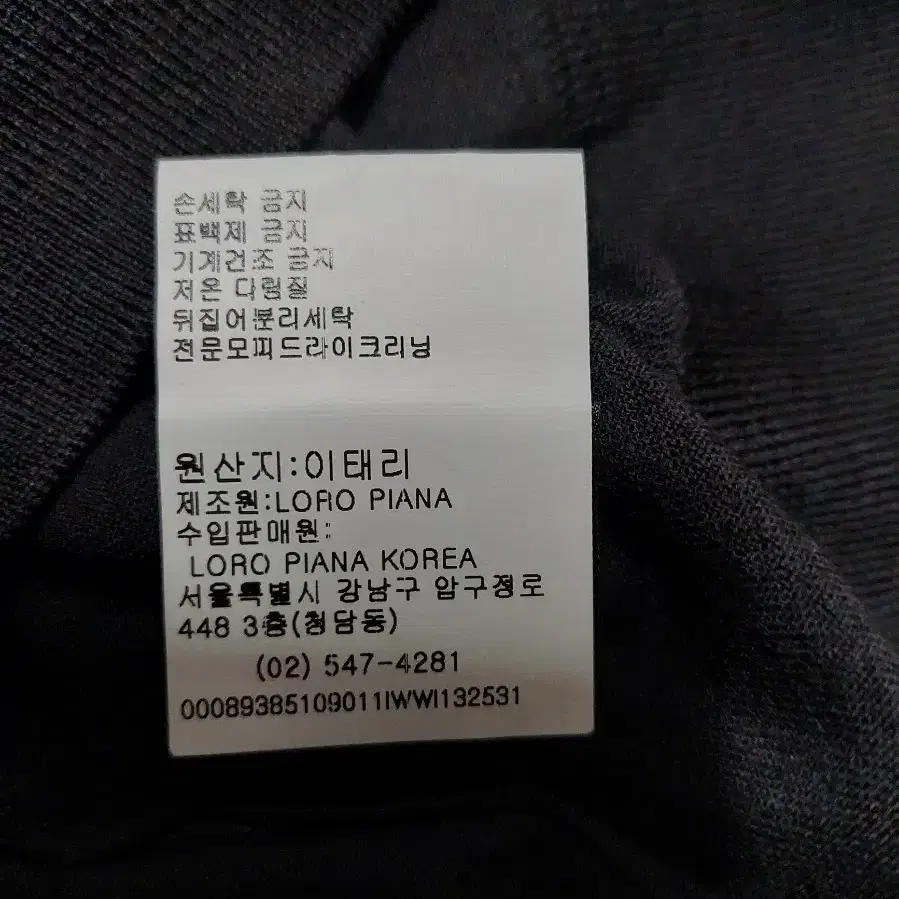 손세탁 금지
표백제 금지
기계건조 금지
저온 다림질
뒤집어분리세탁
전문모피드라이크리닝
원산지:이태리
제조원:LORO PIANA
수입판매원:
LORO PIANA KOREA
서울특별시 강남구 압구정로
448 3층(청담동)
(02) 547-4281
00089385109011IWWI132531